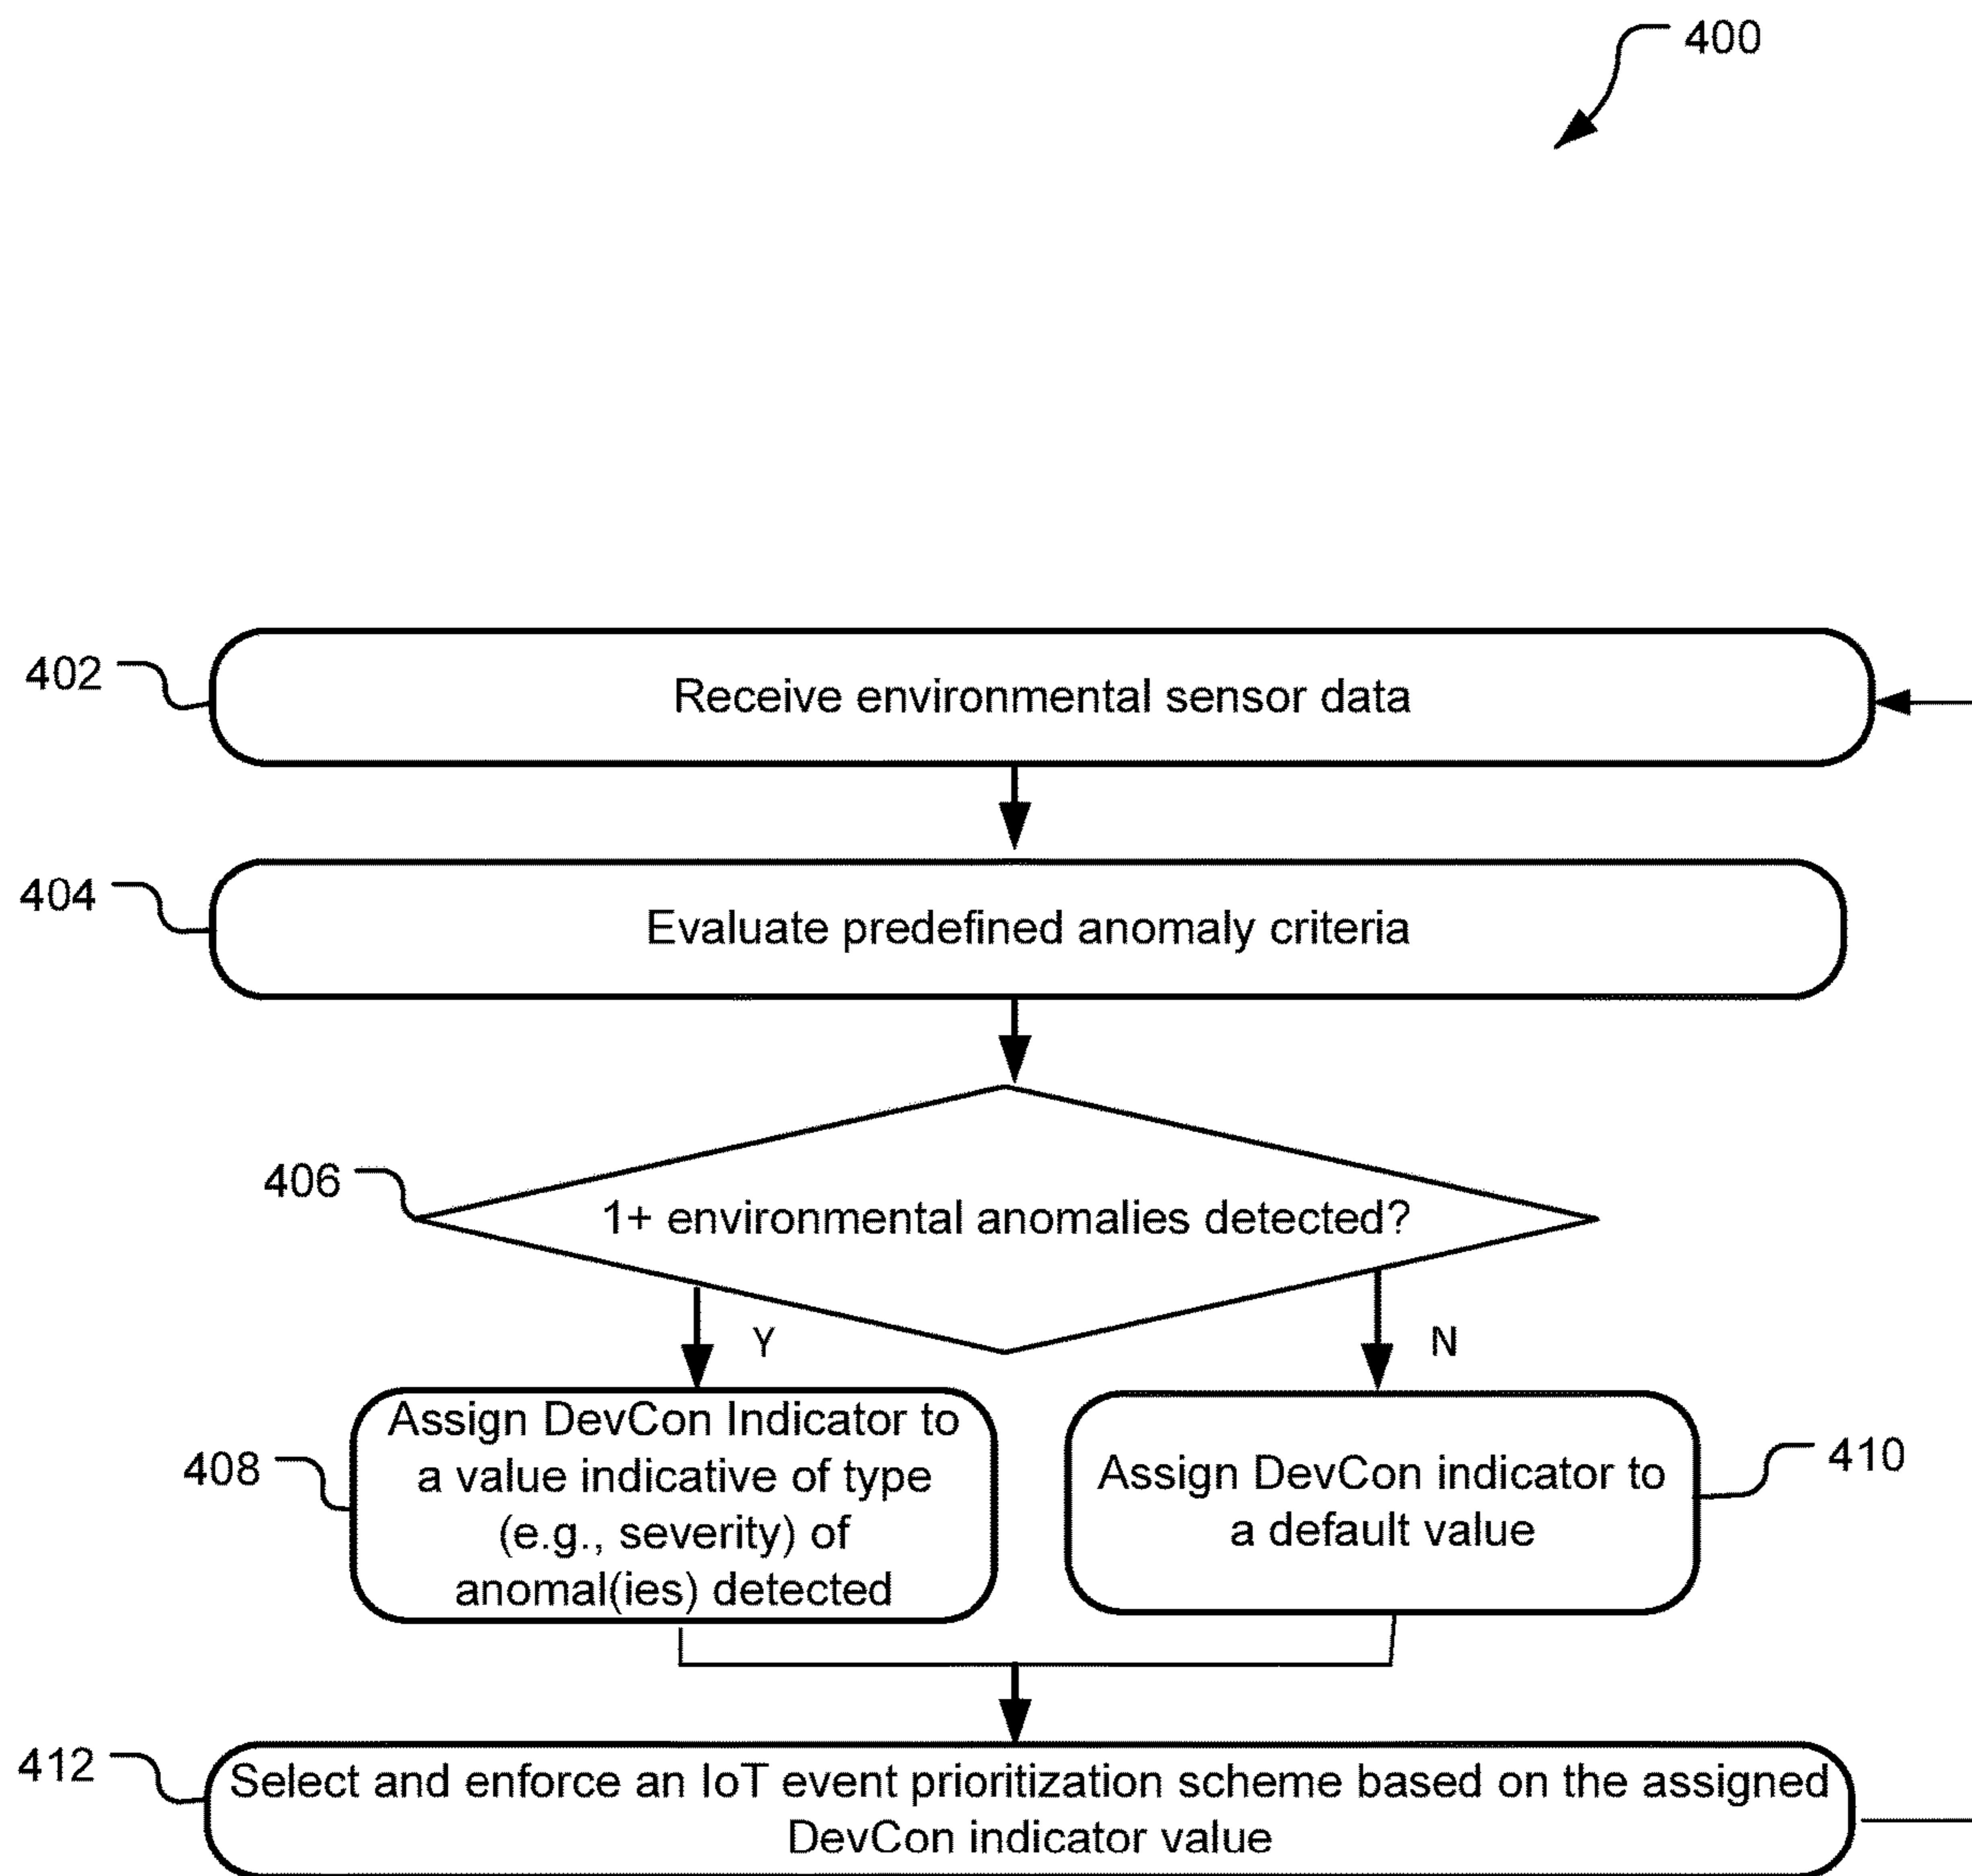 400
402
Receive environmental sensor data
404
Evaluate predefined anomaly criteria
406
1+ environmental anomalies detected?
Y
N
408
Assign DevCon Indicator to
a value indicative of type
(e.g., severity) of
anomal(ies) detected
Assign DevCon indicator to
a default value
410
412
Select and enforce an IoT event prioritization scheme based on the assigned
DevCon indicator value